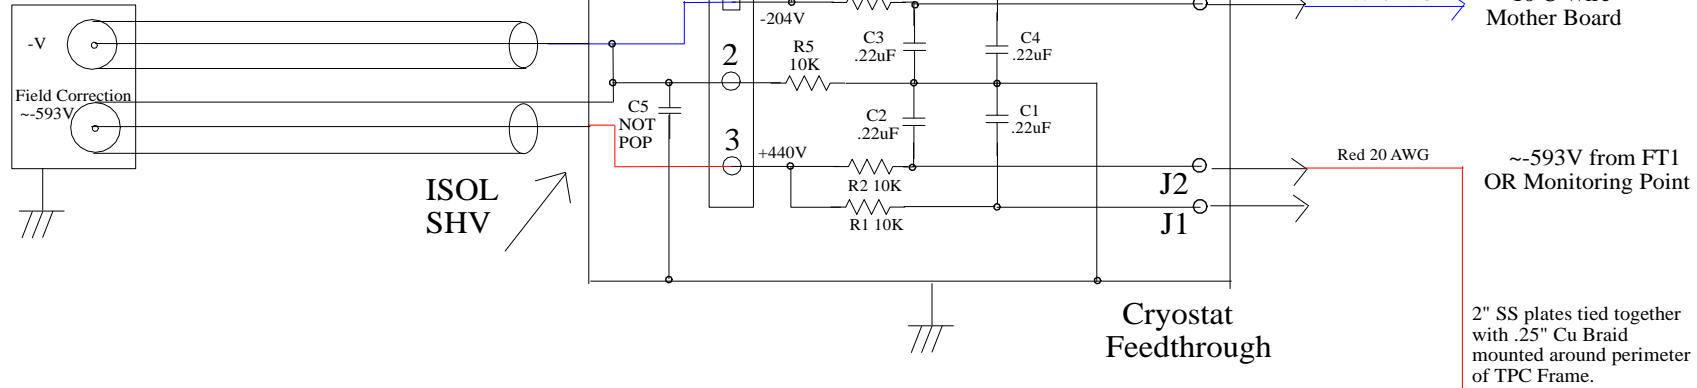 Mother Board
-V
-204V
C3
.22uF
C4
.22uF
2
R5
10K
Field Correction
~-593V
C5
NOT
POP
C2
.22uF
C1
.22uF
3
+440V
Red 20 AWG
~-593V from FT1
OR Monitoring Point
R2 10K
J2
R1 10K
J1
ISOL
SHV
Cryostat
Feedthrough
2" SS plates tied together
with .25" Cu Braid
mounted around perimeter
of TPC Frame.